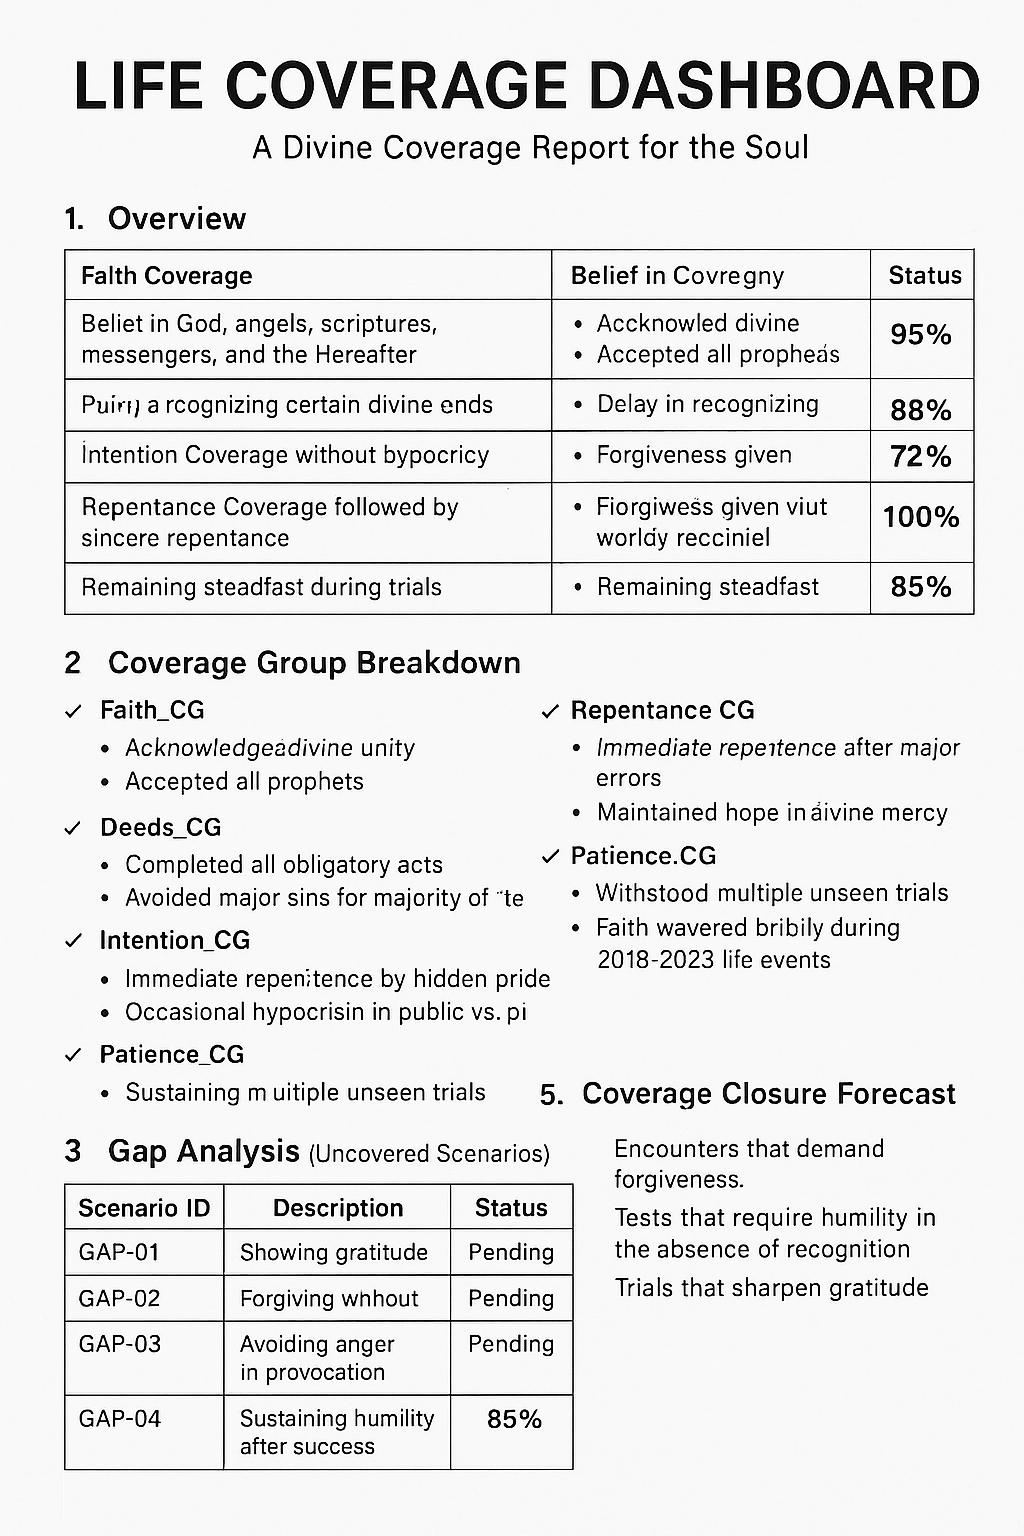 LIFE COVERAGE DASHBOARD
A Divine Coverage Report for the Soul
1. Overview
Falth Coverage
Belief in Covregny
Status
Beliet in God, angels, scriptures,
messengers, and the Hereafter
• Accknowled divine
• Accepted all propheás
95%
a rcognizing certain divine ends
• Delay in recognizing
88%
Intention Coverage without bypocricy
• Forgiveness given
72%
Repentance Coverage followed by
sincere repentance
• Fiorgiwess given viut
worldy recciniel
100%
Remaining steadfast during trials
• Remaining steadfast
85%
2 Coverage Group Breakdown
✓ Faith_CG
• Acknowledgeadivine unity
• Accepted all prophets
✓ Deeds_CG
• Completed all obligatory acts
• Avoided major sins for majority of
✓ Intention_CG
• Immediate repenitence by hidden pride
• Occasional hypocrisin in public vs. pi
✓ Patience_CG
• Sustaining m uitiple unseen trials
✓ Repentance CG
• Immediate repeıtence after major
errors
• Maintained hope in divine mercy
✓ Patience.CG
• Withstood multiple unseen trials
• Faith wavered bribily during
2018-2023 life events
3 Gap Analysis (Uncovered Scenarios)
Scenario ID
Description
Status
GAP-01
Showing gratitude
Pending
GAP-02
Forgiving whhout
Pending
GAP-03
Avoiding anger
in provocation
Pending
GAP-04
Sustaining humility
after success
85%
5. Coverage Closure Forecast
Encounters that demand
forgiveness.
Tests that require humility in
the absence of recognition
Trials that sharpen gratitude